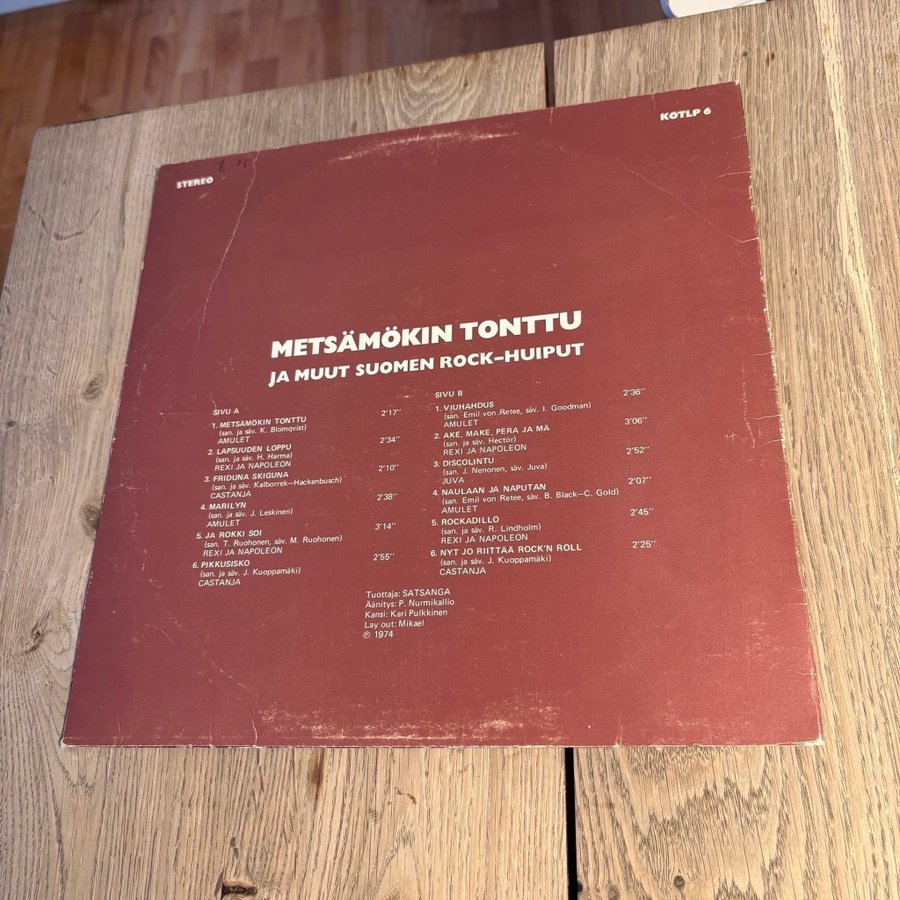 KOTLP 6
STEREO
METSÄMÖKIN TONTTU
JA MUUT SUOMEN ROCK-HUIPUT
SIVU A
1. METSÄMÖKIN TONTTU 2'17''
(san. ja säv. K. Blomqvist)
AMULET
2. LAPSUUDEN LOPPU 2'34''
(san. ja säv. H. Harma)
REXI JA NAPOLEON
3. FRIDUNA SKIGUNA 2'10''
(san. ja säv. Kalborrek—Hackenbusch)
CASTANJA
4. MARILYN 2'38''
(san. ja säv. J. Leskinen)
AMULET
5. JA ROKKI SOI 3'14''
(san. T. Ruohonen, säv. M. Ruohonen)
REXI JA NAPOLEON
6. PIKKUSISKO 2'55''
(san. ja säv. J. Kuoppamäki)
CASTANJA
SIVU B
1. VIUHAHDUS 2'36''
(san. Emil von Retee, säv. I. Goodman)
AMULET
2. AKE, MAKE, PERA JA MÄ 3'06''
(san. ja säv. Hector)
REXI JA NAPOLEON
3. DISCOLINTU 2'52''
(san. J. Nenonen, säv. Juva)
JUVA
4. NAULAAN JA NAPUTAN 2'07''
(san. Emil von Retee, säv. B. Black—C. Gold)
AMULET
5. ROCKADILLO 2'45''
(san. ja säv. R. Lindholm)
REXI JA NAPOLEON
6. NYT JO RIITTÄÄ ROCK'N ROLL 2'25''
(san. ja säv. J. Kuoppamäki)
CASTANJA
Tuottaja: SATSANGA
Äänitys: P. Nurmikallio
Kansi: Kari Pulkkinen
Lay out: Mikael
℗ 1974